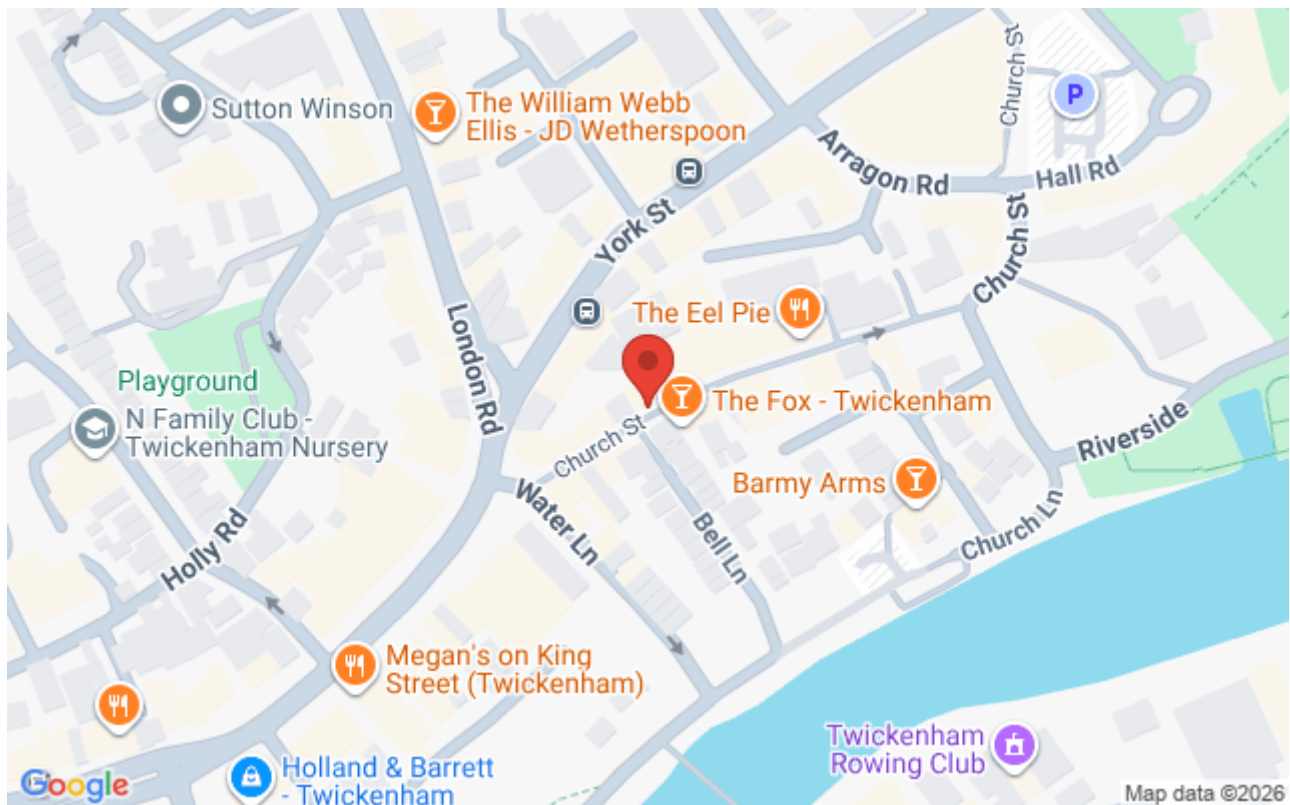 Sutton Winson
The William Webb
Ellis - JD Wetherspoon
Church St
P
Arragon Rd
Hall Rd
York St
Church St
The Eel Pie
London Rd
Playground
N Family Club -
Twickenham Nursery
The Fox - Twickenham
Church St
Riverside
Barmy Arms
Water Ln
Bell Ln
Church Ln
Holly Rd
Megan's on King
Street (Twickenham)
Twickenham
Rowing Club
Holland & Barrett
- Twickenham
Google
Map data ©2026